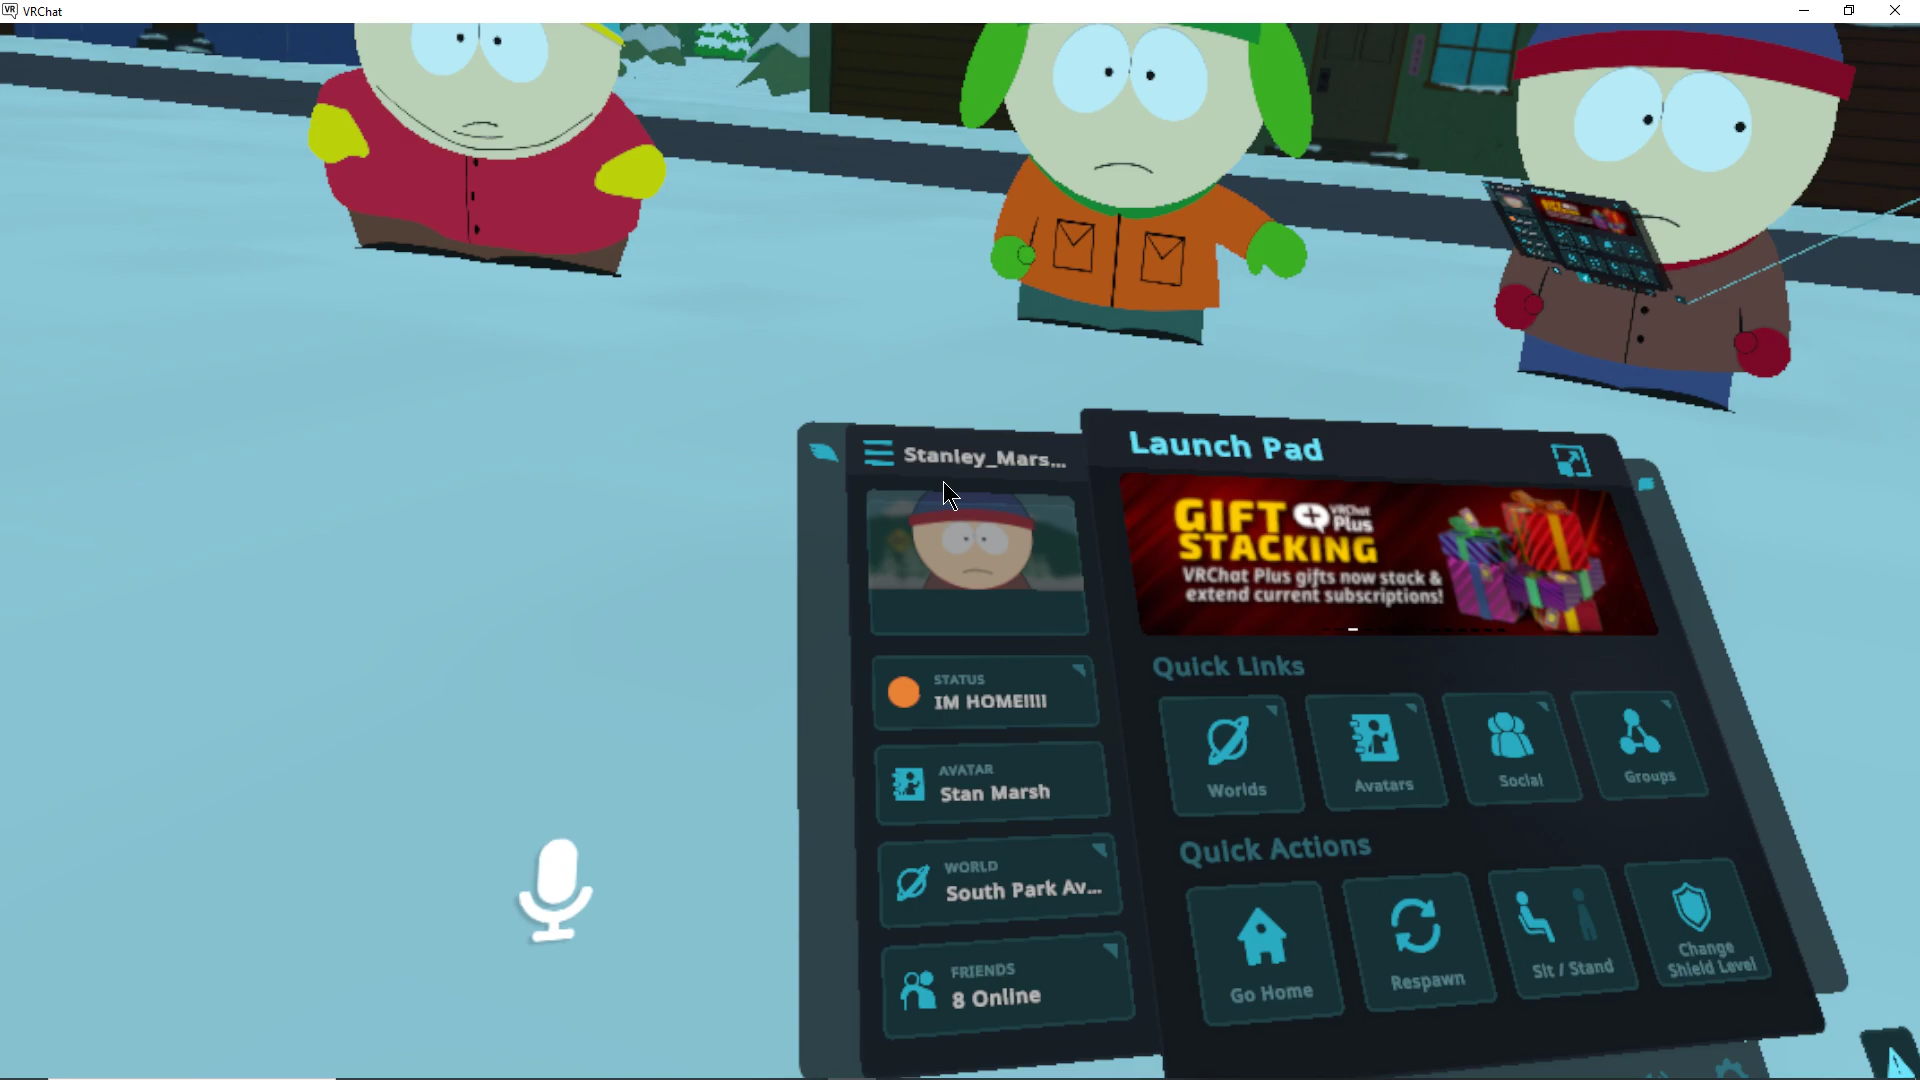 VRChat
Stanley_Mars...
Launch Pad
GIFT
STACKING
VRChat
Plus
VRChat Plus gifts now stack &
extend current subscriptions!
STATUS
IM HOME!!!!
AVATAR
Stan Marsh
WORLD
South Park Av...
FRIENDS
8 Online
Quick Links
Worlds
Avatars
Social
Groups
Quick Actions
Go Home
Respawn
Sit / Stand
Change
Shield Level